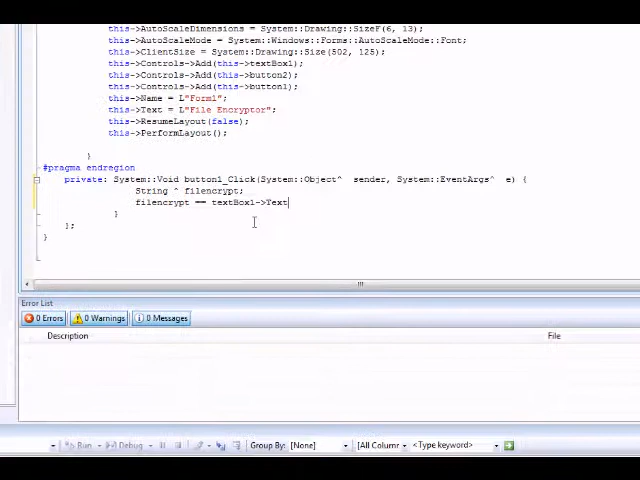 this->AutoScaleDimensions = System::Drawing::SizeF(6, 13);
this->AutoScaleMode = System::Windows::Forms::AutoScaleMode::Font;
this->ClientSize = System::Drawing::Size(502, 125);
this->Controls->Add(this->textBox1);
this->Controls->Add(this->button2);
this->Controls->Add(this->button1);
this->Name = L"Form1";
this->Text = L"File Encryptor";
this->ResumeLayout(false);
this->PerformLayout();
}
#pragma endregion
private: System::Void button1_Click(System::Object^ sender, System::EventArgs^ e) {
String ^ filencrypt;
filencrypt == textBox1->Text
}
};
}
Error List
0 Errors 0 Warnings 0 Messages
Description File
Run Debug Group By: [None] [All Column <Type keyword>